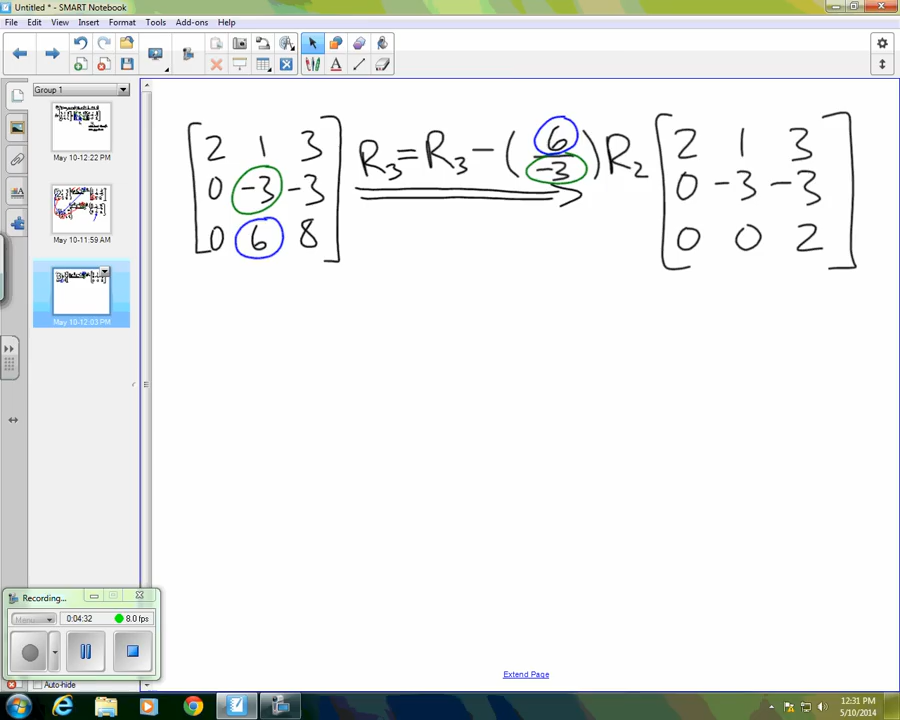 Untitled * - SMART Notebook
File Edit View Insert Format Tools Add-ons Help
Group 1
May 10-12:22 PM
May 10-11:59 AM
May 10-12:03 PM
2 1 3
0 -3 -3
0 6 8
R3=R3-(6/-3)R2
2 1 3
0 -3 -3
0 0 2
Extend Page
Recording...
Menu
0:04:32 8.0 fps
Auto-hide
12:31 PM
5/10/2014